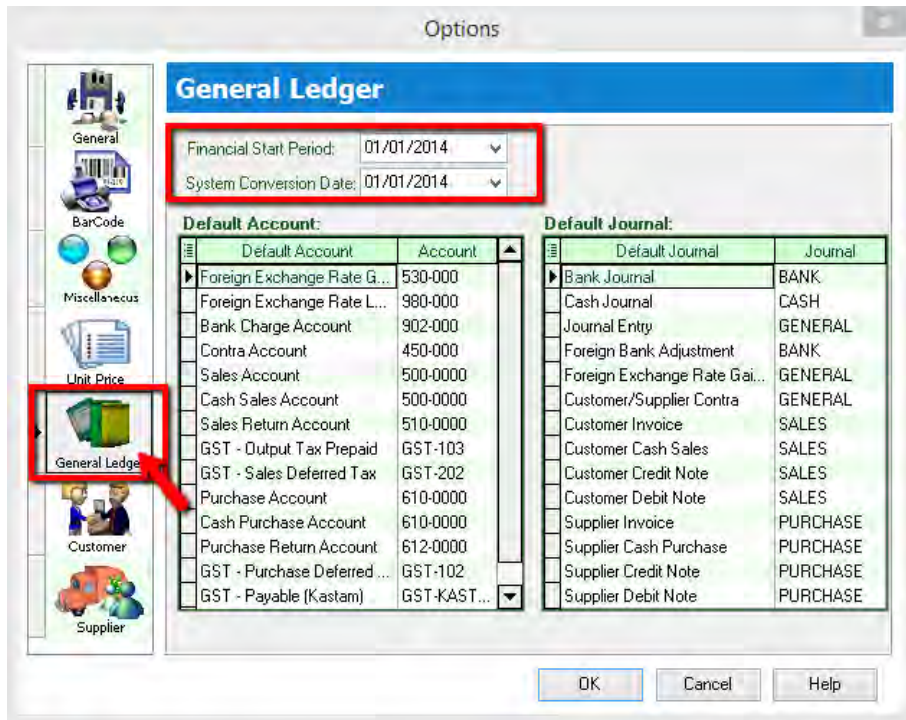 Options
General
BarCode
Miscellaneous
Unit Price
General Ledge
Customer
Supplier
General Ledger
Financial Start Period: 01/01/2014
System Conversion Date: 01/01/2014
Default Account:
Default Account Account
Foreign Exchange Rate G... 530-000
Foreign Exchange Rate L... 980-000
Bank Charge Account 902-000
Contra Account 450-000
Sales Account 500-0000
Cash Sales Account 500-0000
Sales Return Account 510-0000
GST - Output Tax Prepaid GST-103
GST - Sales Deferred Tax GST-202
Purchase Account 610-0000
Cash Purchase Account 610-0000
Purchase Return Account 612-0000
GST - Purchase Deferred ... GST-102
GST - Payable (Kastam) GST-KAST...
Default Journal:
Default Journal Journal
Bank Journal BANK
Cash Journal CASH
Journal Entry GENERAL
Foreign Bank Adjustment BANK
Foreign Exchange Rate Gai... GENERAL
Customer/Supplier Contra GENERAL
Customer Invoice SALES
Customer Cash Sales SALES
Customer Credit Note SALES
Customer Debit Note SALES
Supplier Invoice PURCHASE
Supplier Cash Purchase PURCHASE
Supplier Credit Note PURCHASE
Supplier Debit Note PURCHASE
OK Cancel Help